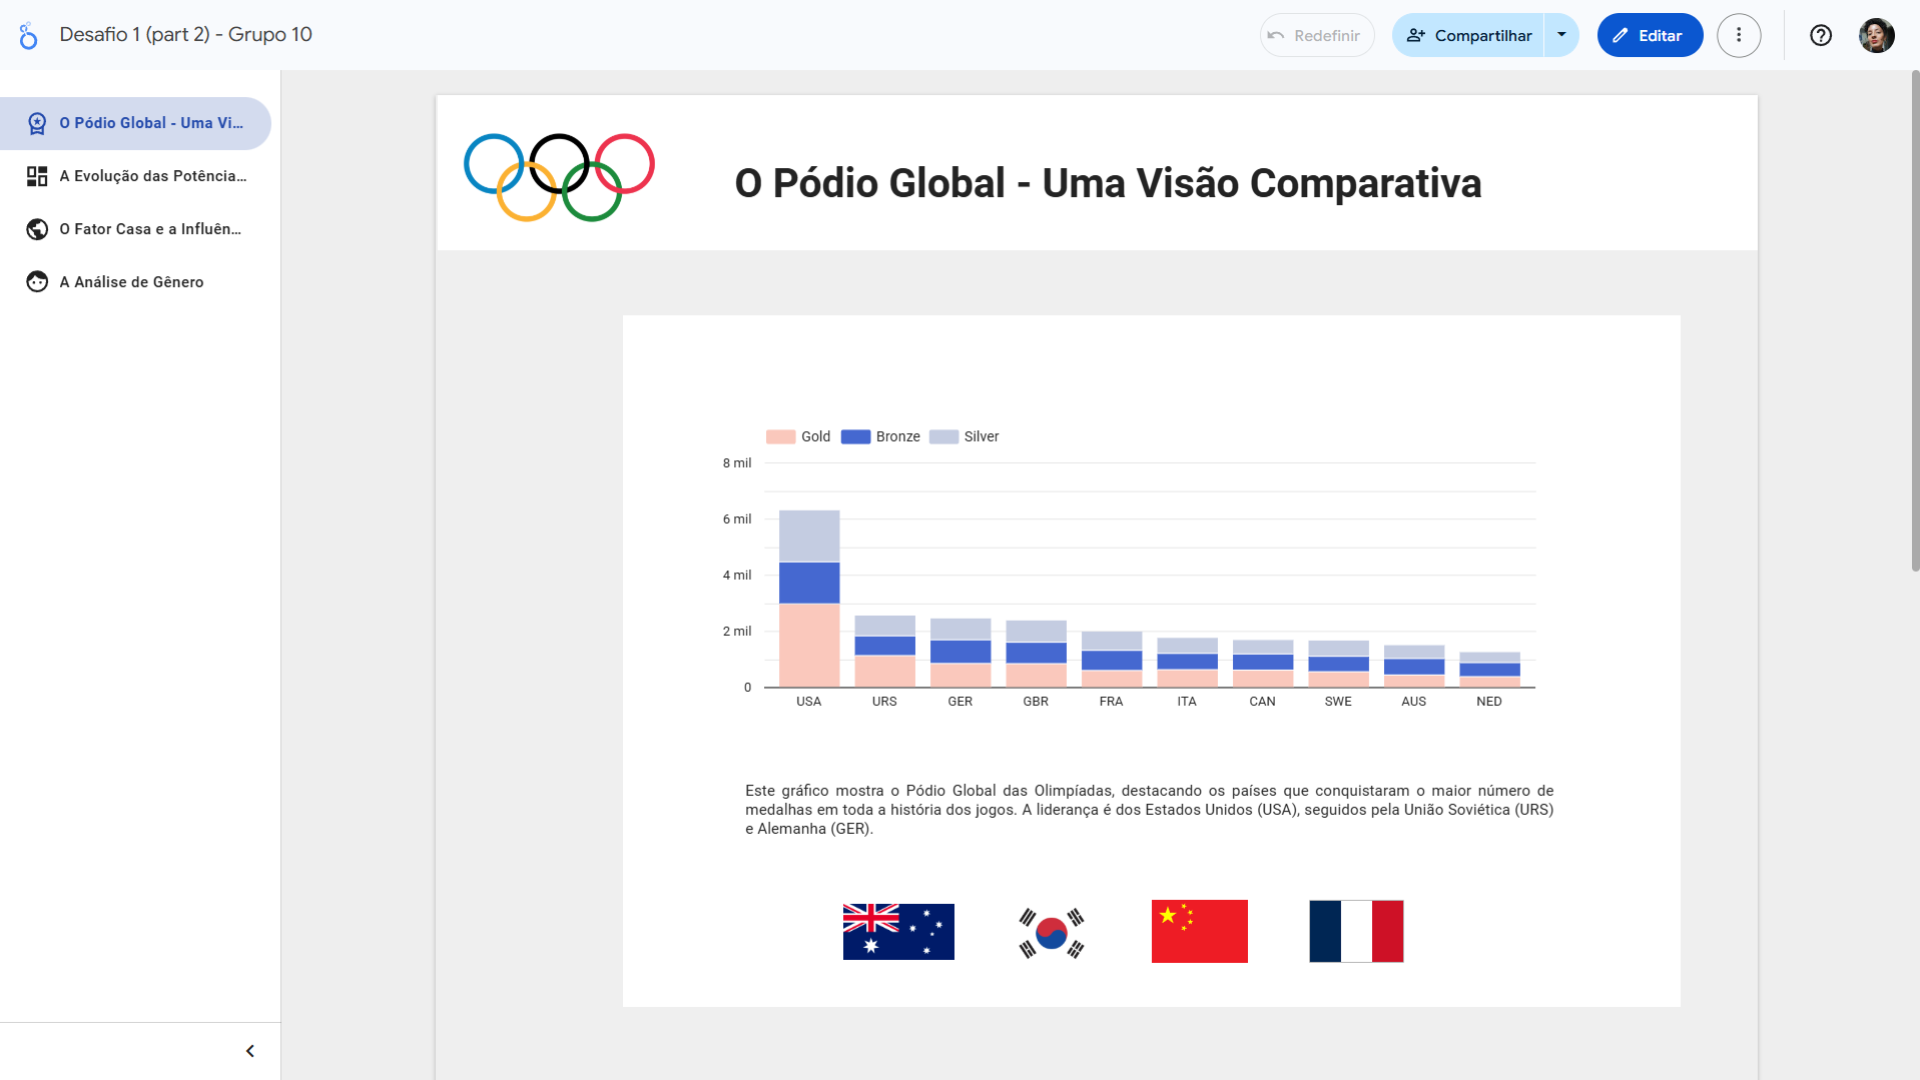 Desafio 1 (part 2) - Grupo 10
Redefinir
Compartilhar
Editar
O Pódio Global - Uma Vi...
A Evolução das Potência...
O Fator Casa e a Influên...
A Análise de Gênero
O Pódio Global - Uma Visão Comparativa
Gold Bronze Silver
8 mil
6 mil
4 mil
2 mil
0
USA URS GER GBR FRA ITA CAN SWE AUS NED
Este gráfico mostra o Pódio Global das Olimpíadas, destacando os países que conquistaram o maior número de
medalhas em toda a história dos jogos. A liderança é dos Estados Unidos (USA), seguidos pela União Soviética (URS)
e Alemanha (GER).